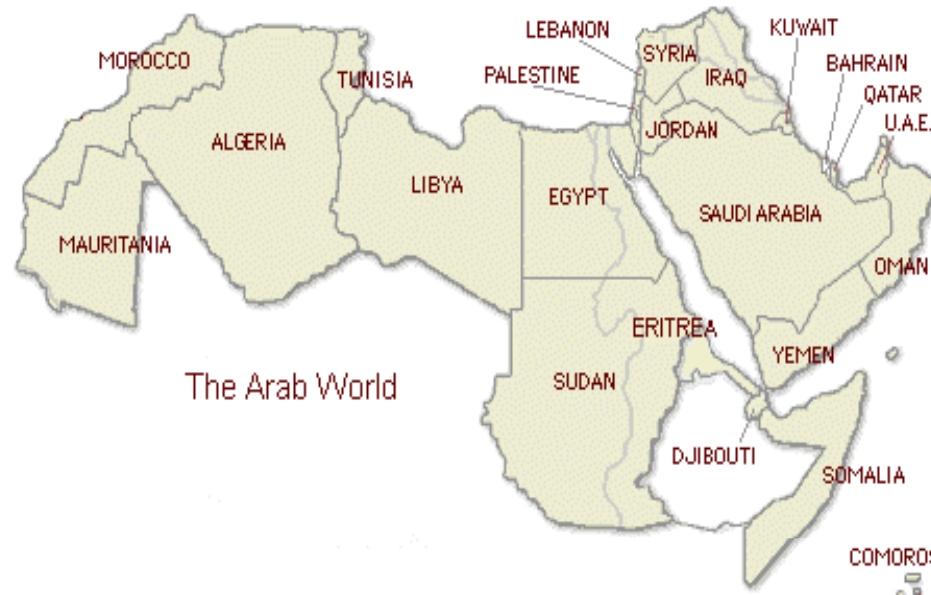 LEBANON
KUWAIT
MOROCCO
SYRIA
BAHRAIN
PALESTINE
TUNISIA
IRAQ
QATAR
U.A.E.
JORDAN
ALGERIA
LIBYA
EGYPT
SAUDI ARABIA
MAURITANIA
OMAN
ERITREA
YEMEN
The Arab World
SUDAN
DJIBOUTI
SOMALIA
COMOROS